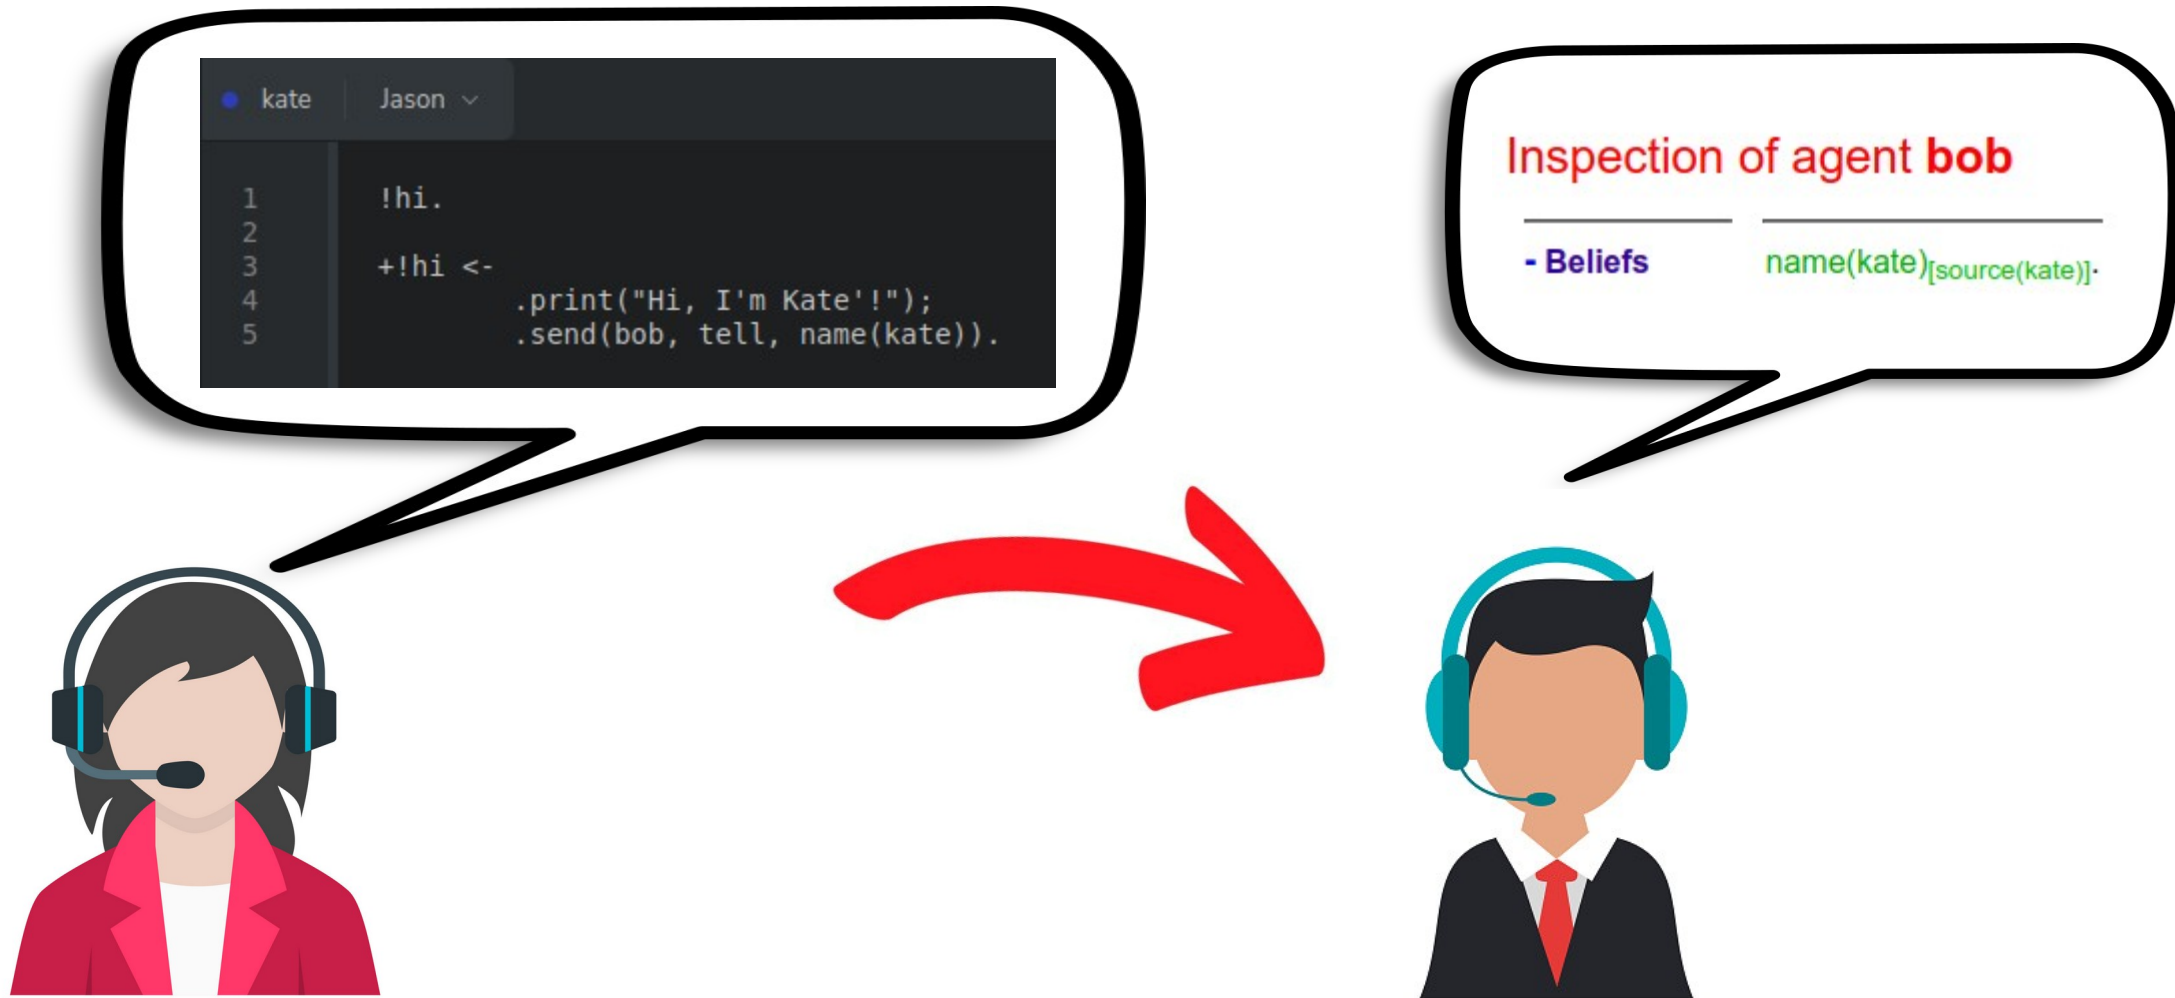 kate Jason
1 !hi.
2
3 +!hi <-
4 .print("Hi, I'm Kate'!");
5 .send(bob, tell, name(kate)).
Inspection of agent bob
- Beliefs name(kate)[source(kate)].